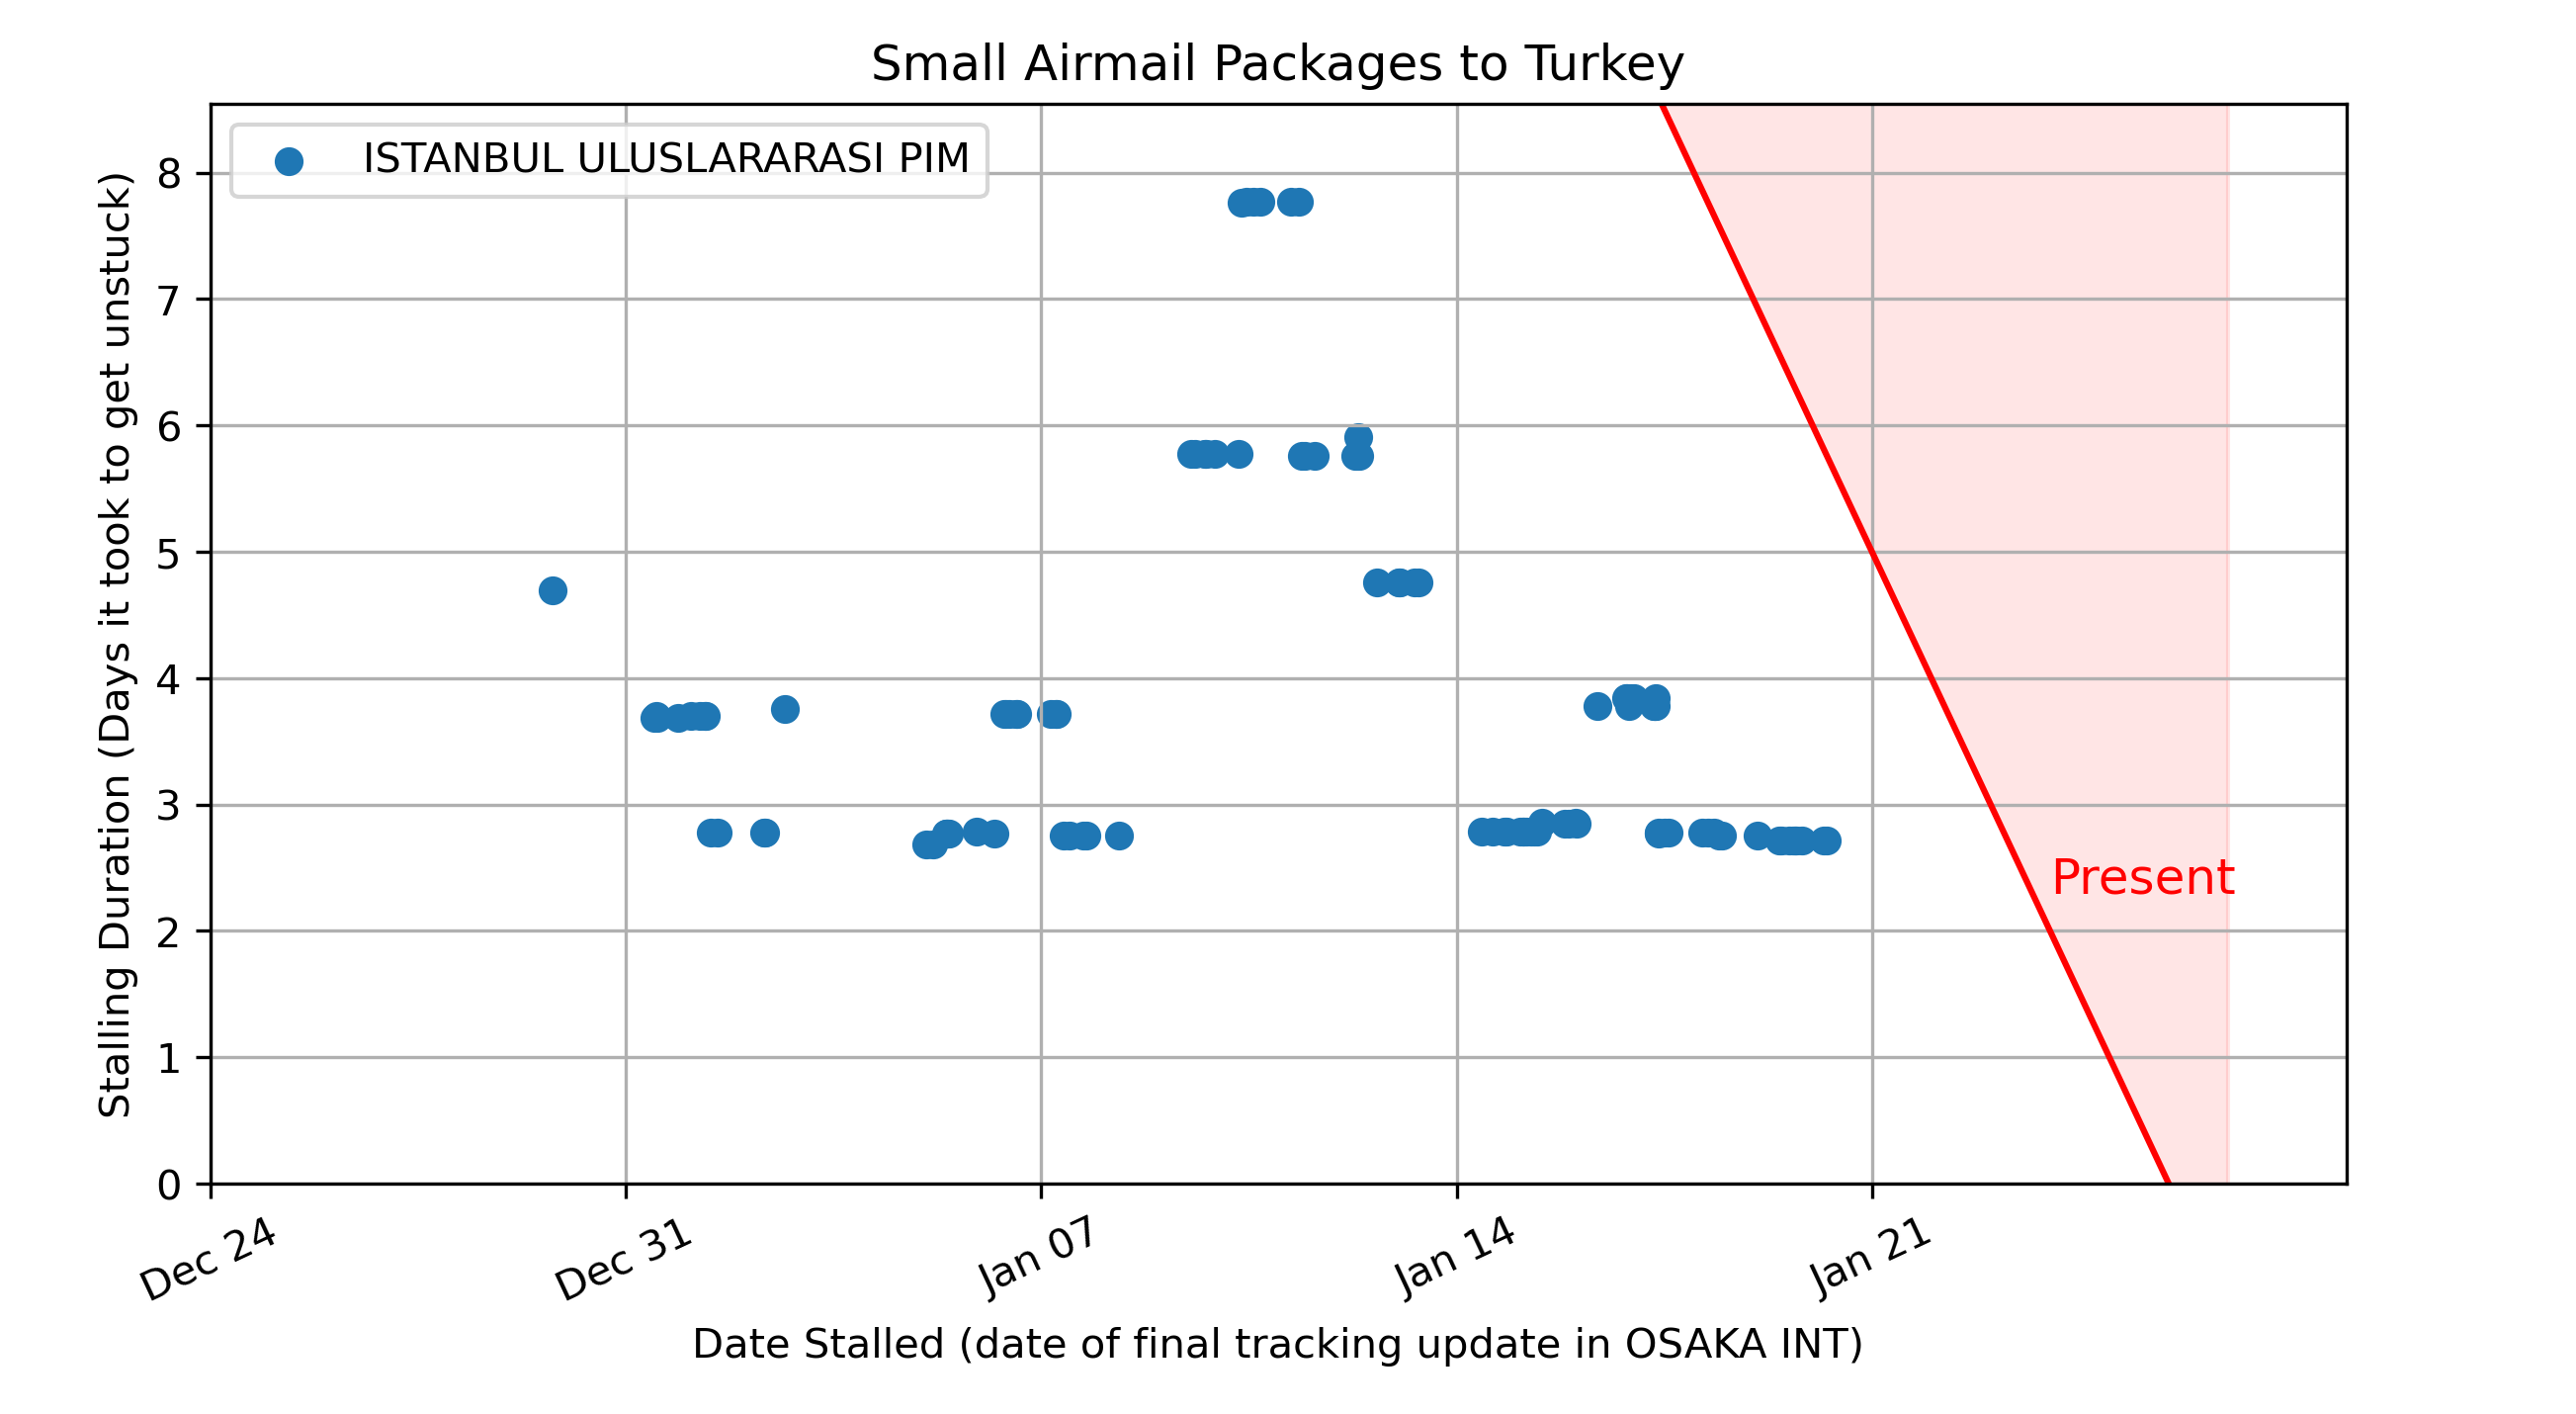 Small Airmail Packages to Turkey
ISTANBUL ULUSLARARASI PIM
Stalling Duration (Days it took to get unstuck)
8
7
6
5
4
3
2
1
0
Present
Dec 24
Dec 31
Jan 07
Jan 14
Jan 21
Date Stalled (date of final tracking update in OSAKA INT)